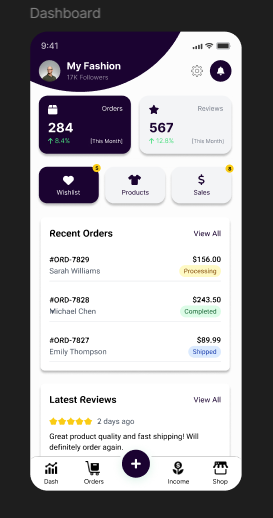 Dashboard
9:41
My Fashion
17K Followers
Orders
284
8.4%
[This Month]
Reviews
567
12.8%
[This Month]
5
Wishlist
Products
8
Sales
Recent Orders
View All
#ORD-7829
$156.00
Sarah Williams
Processing
#ORD-7828
$243.50
Michael Chen
Completed
#ORD-7827
$89.99
Emily Thompson
Shipped
Latest Reviews
View All
2 days ago
Great product quality and fast shipping! Will
definitely order again.
Dash
Orders
Income
Shop